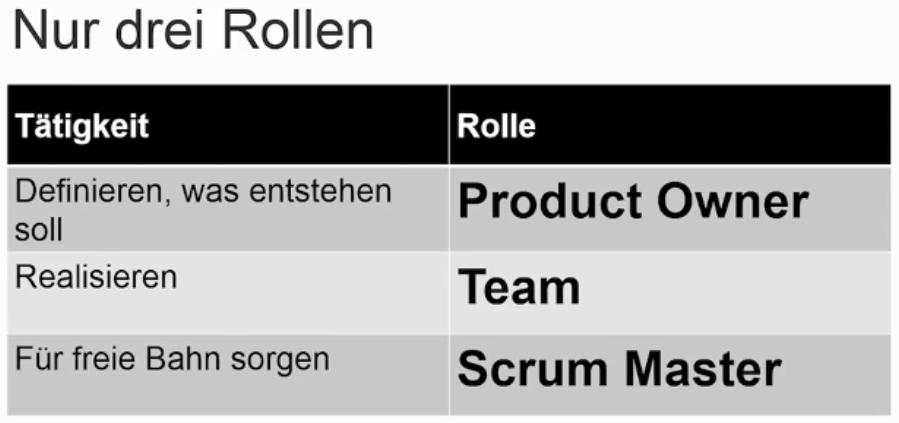 Nur drei Rollen
Tätigkeit Rolle
Definieren, was entstehen
soll
Product Owner
Realisieren Team
Für freie Bahn sorgen Scrum Master